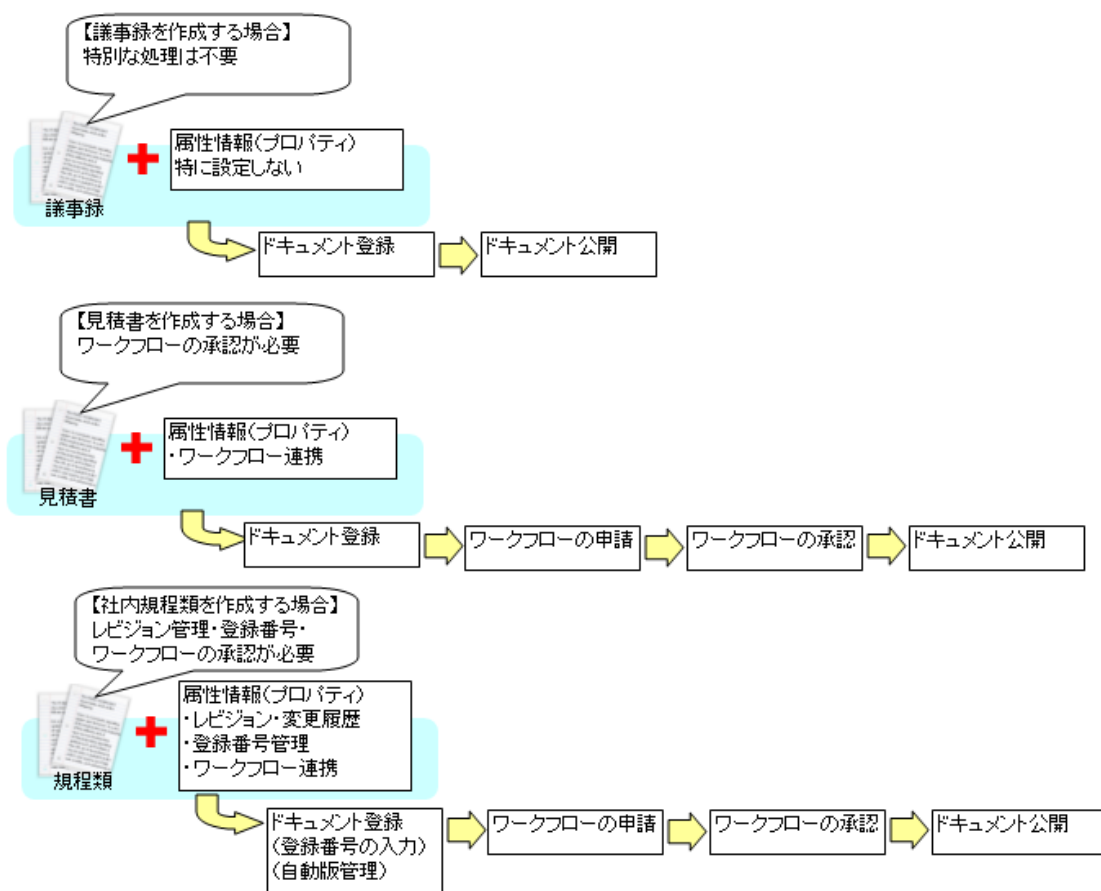 【議事録を作成する場合】
特別な処理は不要
属性情報(プロパティ)
特に設定しない
議事録
ドキュメント登録
ドキュメント公開
【見積書を作成する場合】
ワークフローの承認が必要
属性情報(プロパティ)
・ワークフロー連携
見積書
ドキュメント登録
ワークフローの申請
ワークフローの承認
ドキュメント公開
【社内規程類を作成する場合】
レビジョン管理・登録番号・
ワークフローの承認が必要
属性情報(プロパティ)
・レビジョン・変更履歴
・登録番号管理
・ワークフロー連携
規程類
ドキュメント登録
(登録番号の入力)
(自動版管理)
ワークフローの申請
ワークフローの承認
ドキュメント公開